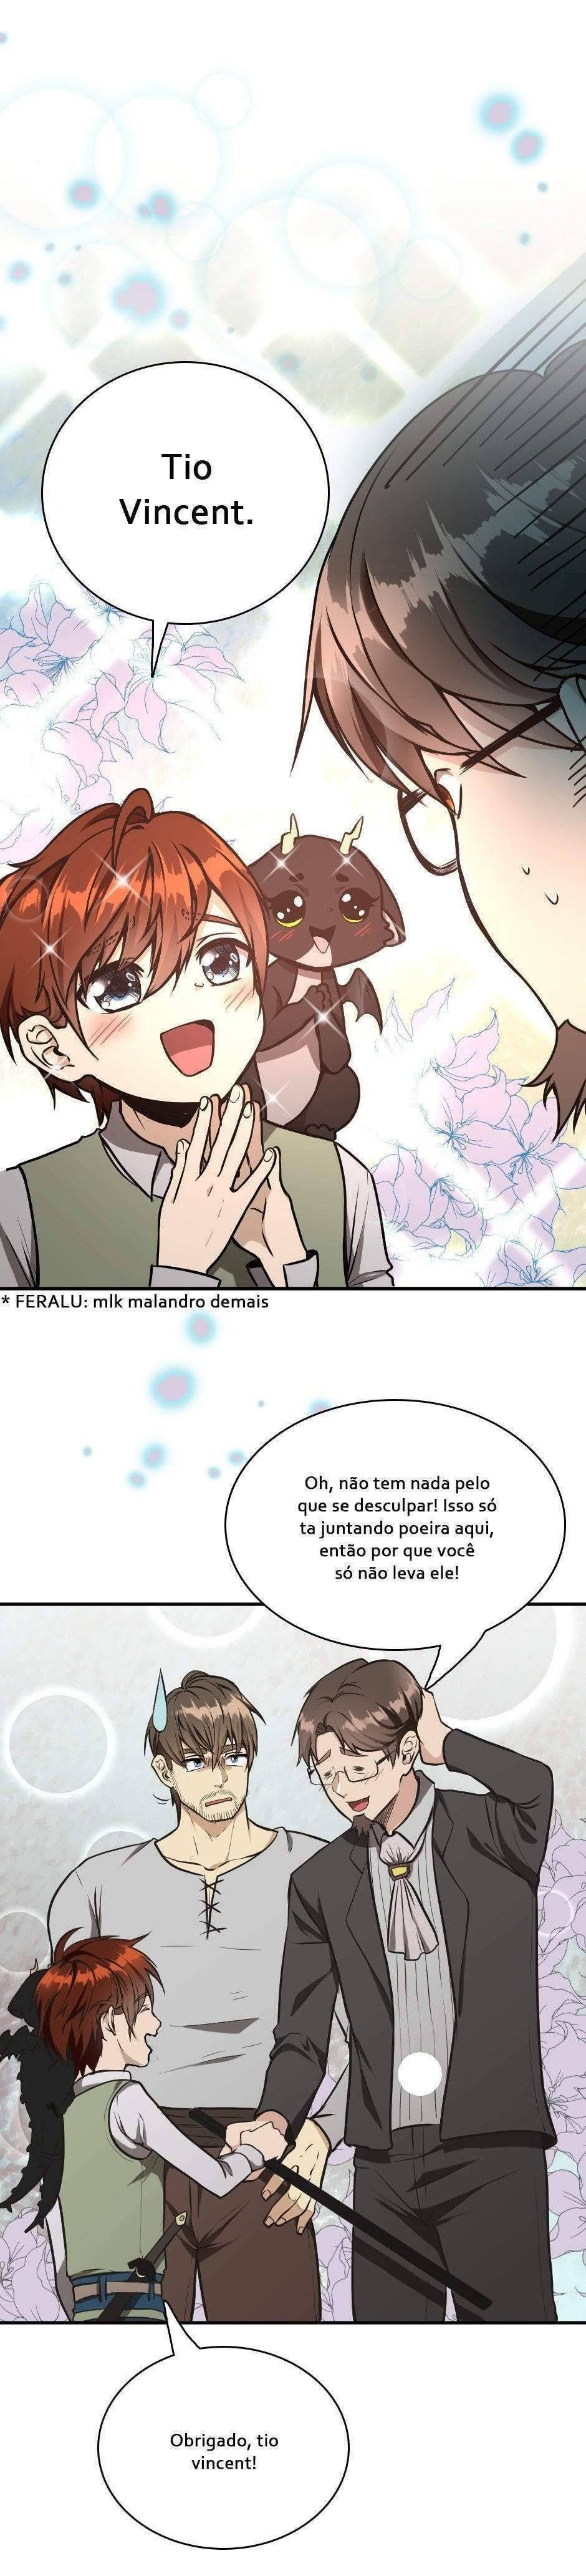 Tio
Vincent.
* FERALU: mlk malandro demais
Oh, não tem nada pelo
que se desculpar! Isso só
ta juntando poeira aqui,
então por que você
só não leva ele!
Obrigado, tio
vincent!